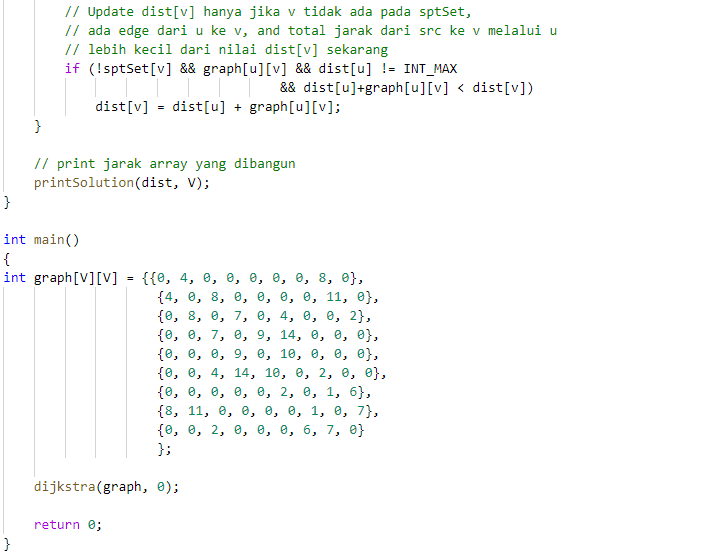 // Update dist[v] hanya jika v tidak ada pada sptSet,
// ada edge dari u ke v, and total jarak dari src ke v melalui u
// lebih kecil dari nilai dist[v] sekarang
if (!sptSet[v] && graph[u][v] && dist[u] != INT_MAX
&& dist[u]+graph[u][v] < dist[v])
dist[v] = dist[u] + graph[u][v];
}
// print jarak array yang dibangun
printSolution(dist, V);
}
int main()
{
int graph[V][V] = {{0, 4, 0, 0, 0, 0, 0, 8, 0},
{4, 0, 8, 0, 0, 0, 0, 11, 0},
{0, 8, 0, 7, 0, 4, 0, 0, 2},
{0, 0, 7, 0, 9, 14, 0, 0, 0},
{0, 0, 0, 9, 0, 10, 0, 0, 0},
{0, 0, 4, 14, 10, 0, 2, 0, 0},
{0, 0, 0, 0, 0, 2, 0, 1, 6},
{8, 11, 0, 0, 0, 0, 1, 0, 7},
{0, 0, 2, 0, 0, 0, 6, 7, 0}
};
dijkstra(graph, 0);
return 0;
}